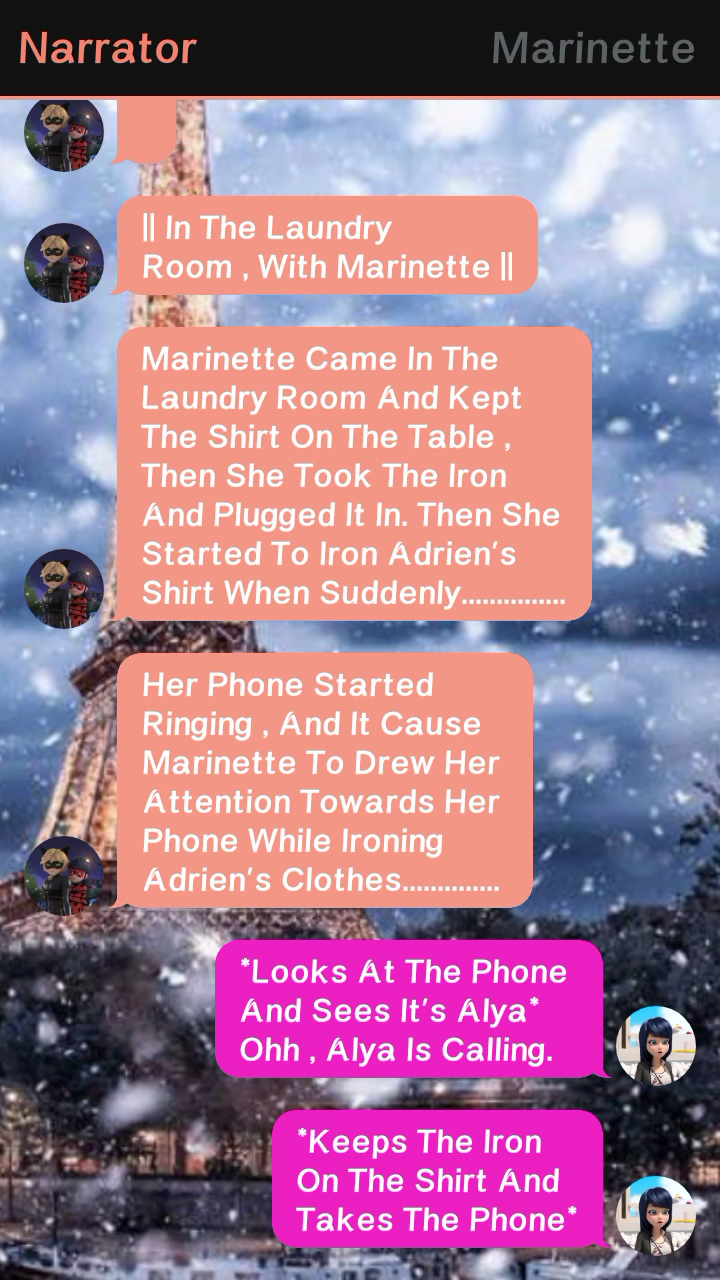 Narrator
Marinette
|| In The Laundry
Room , With Marinette ||
Marinette Came In The
Laundry Room And Kept
The Shirt On The Table ,
Then She Took The Iron
And Plugged It In. Then She
Started To Iron Adrien's
Shirt When Suddenly...............
Her Phone Started
Ringing , And It Cause
Marinette To Drew Her
Attention Towards Her
Phone While Ironing
Adrien's Clothes..............
*Looks At The Phone
And Sees It's Alya*
Ohh , Alya Is Calling.
*Keeps The Iron
On The Shirt And
Takes The Phone*